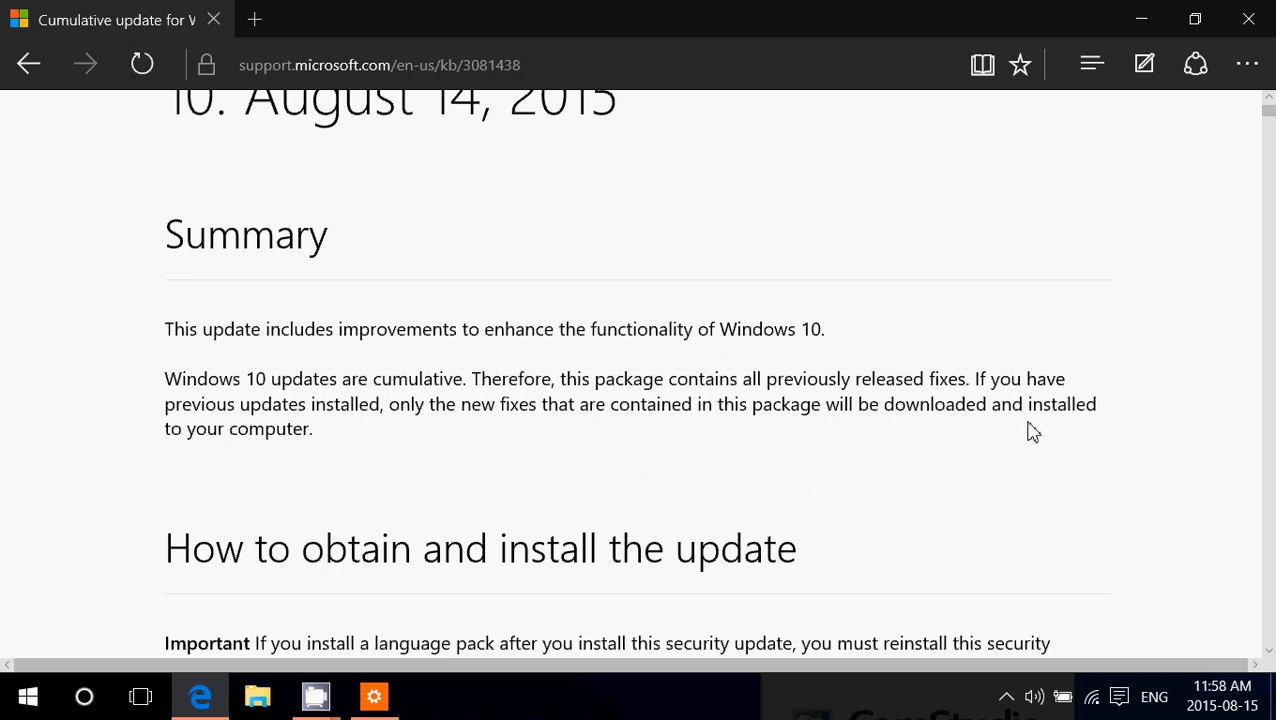 Cumulative update for W
support.microsoft.com/en-us/kb/3081438
10. August 14, 2015
Summary
This update includes improvements to enhance the functionality of Windows 10.
Windows 10 updates are cumulative. Therefore, this package contains all previously released fixes. If you have
previous updates installed, only the new fixes that are contained in this package will be downloaded and installed
to your computer.
How to obtain and install the update
Important If you install a language pack after you install this security update, you must reinstall this security
ENG
11:58 AM
2015-08-15
CamStudio